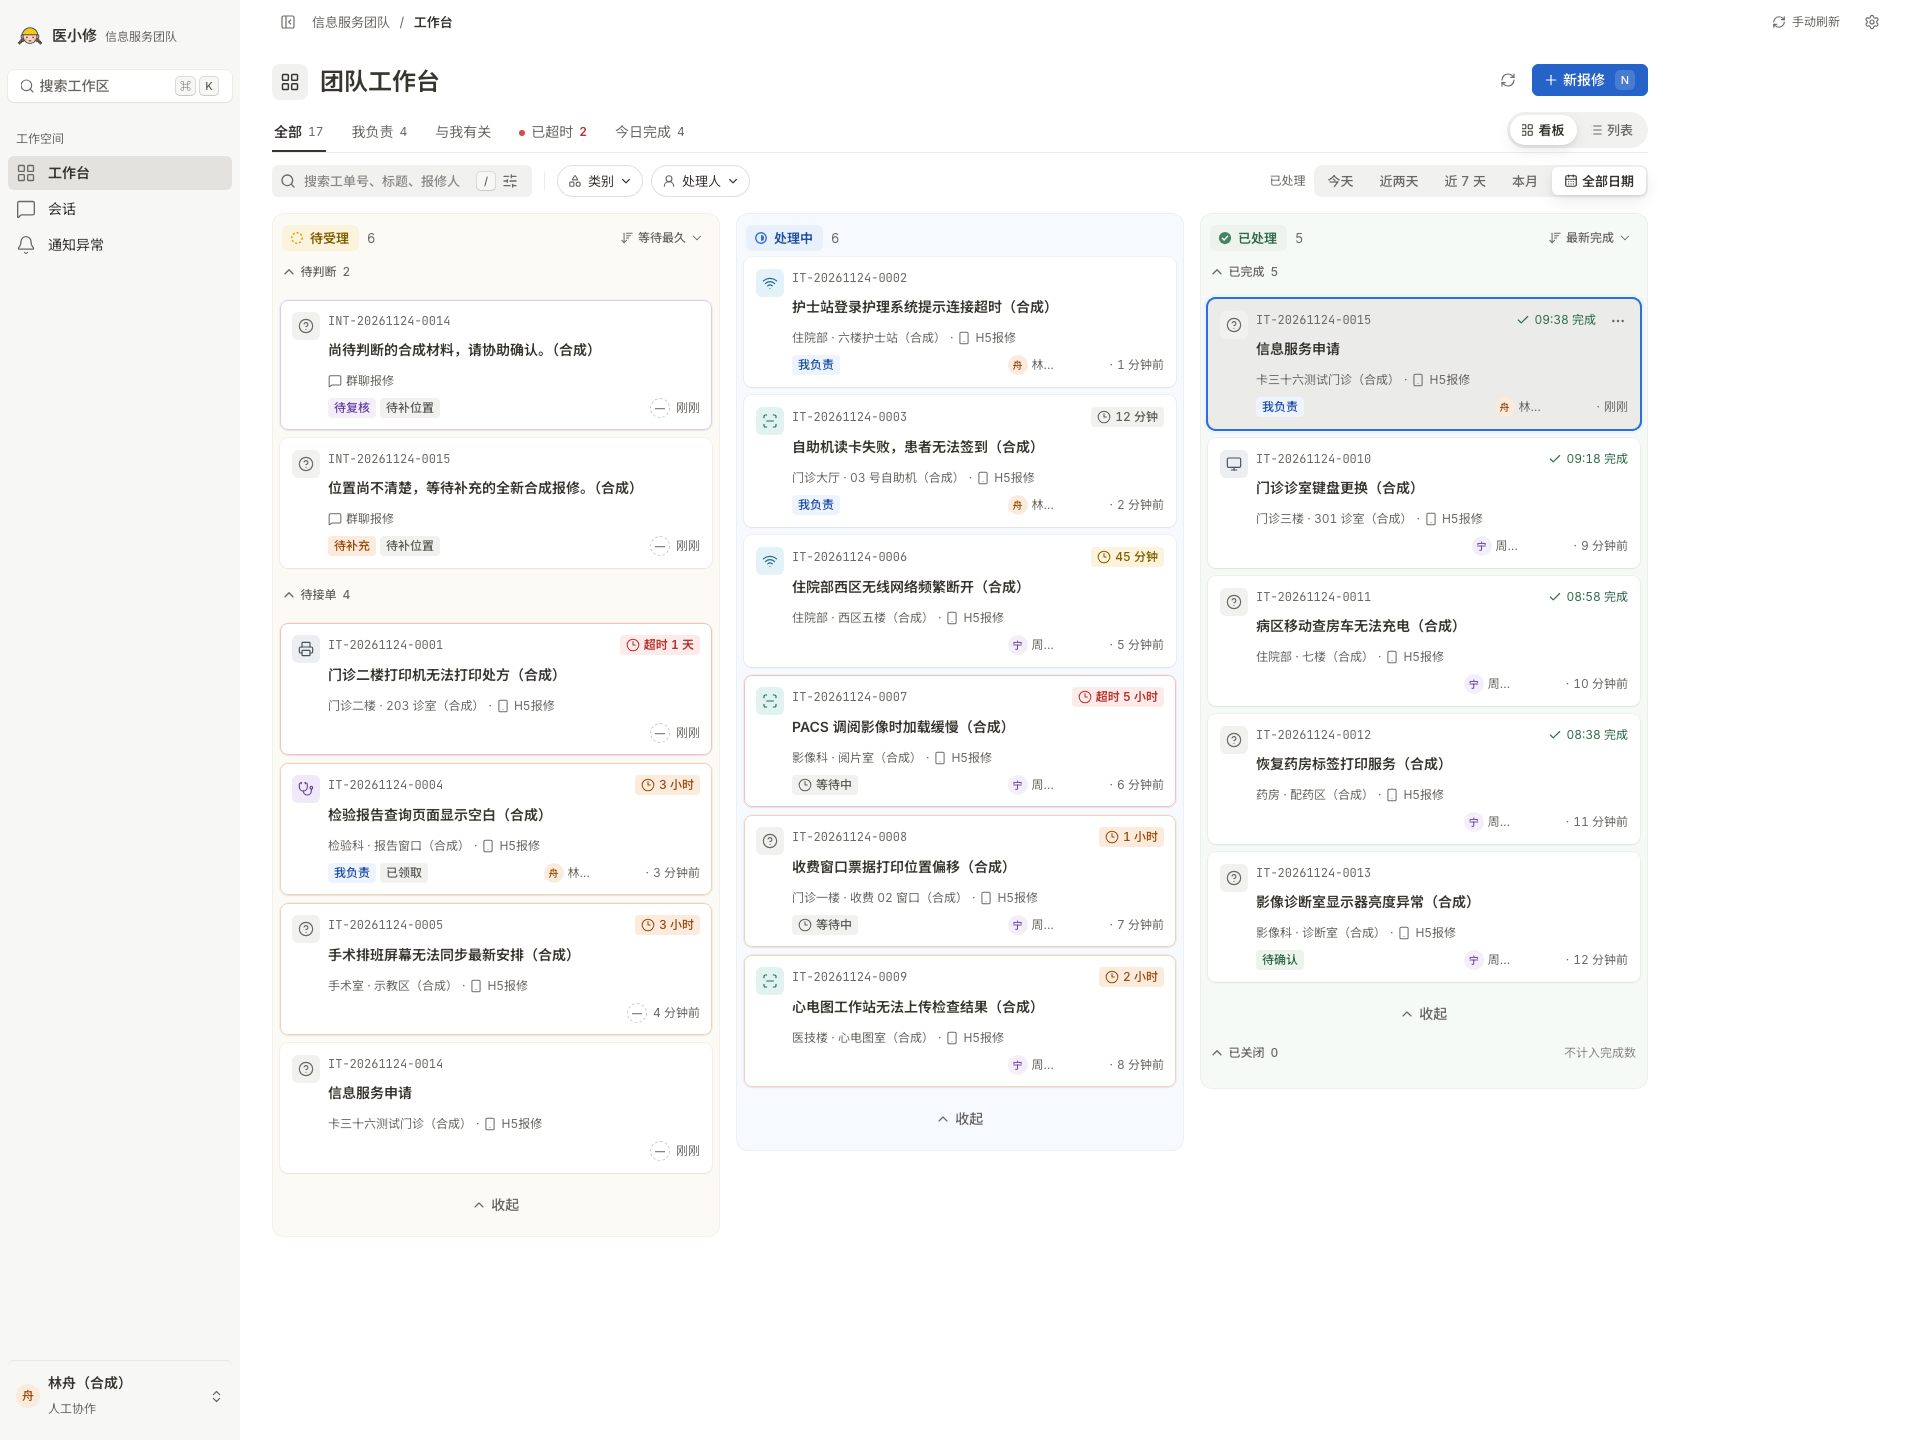 医小修 信息服务团队
搜索工作区 ⌘ K
工作空间
工作台
会话
通知异常
林舟（合成）
人工协作
舟
信息服务团队 / 工作台
手动刷新
团队工作台
新报修 N
全部 17 我负责 4 与我有关 已超时 2 今日完成 4
看板 列表
搜索工单号、标题、报修人 /
类别 处理人
已处理 今天 近两天 近 7 天 本月 全部日期
待受理 6 等待最久
待判断 2
INT-20261124-0014
尚待判断的合成材料，请协助确认。（合成）
群聊报修
待复核 待补位置 刚刚
INT-20261124-0015
位置尚不清楚，等待补充的全新合成报修。（合成）
群聊报修
待补充 待补位置 刚刚
待接单 4
IT-20261124-0001 超时 1 天
门诊二楼打印机无法打印处方（合成）
门诊二楼 · 203 诊室（合成） · H5报修
刚刚
IT-20261124-0004 3 小时
检验报告查询页面显示空白（合成）
检验科 · 报告窗口（合成） · H5报修
我负责 已领取 舟 林... · 3 分钟前
IT-20261124-0005 3 小时
手术排班屏幕无法同步最新安排（合成）
手术室 · 示教区（合成） · H5报修
4 分钟前
IT-20261124-0014
信息服务申请
卡三十六测试门诊（合成） · H5报修
刚刚
收起
处理中 6
IT-20261124-0002
护士站登录护理系统提示连接超时（合成）
住院部 · 六楼护士站（合成） · H5报修
我负责 舟 林... · 1 分钟前
IT-20261124-0003 12 分钟
自助机读卡失败，患者无法签到（合成）
门诊大厅 · 03 号自助机（合成） · H5报修
我负责 舟 林... · 2 分钟前
IT-20261124-0006 45 分钟
住院部西区无线网络频繁断开（合成）
住院部 · 西区五楼（合成） · H5报修
宁 周... · 5 分钟前
IT-20261124-0007 超时 5 小时
PACS 调阅影像时加载缓慢（合成）
影像科 · 阅片室（合成） · H5报修
等待中 宁 周... · 6 分钟前
IT-20261124-0008 1 小时
收费窗口票据打印位置偏移（合成）
门诊一楼 · 收费 02 窗口（合成） · H5报修
等待中 宁 周... · 7 分钟前
IT-20261124-0009 2 小时
心电图工作站无法上传检查结果（合成）
医技楼 · 心电图室（合成） · H5报修
宁 周... · 8 分钟前
收起
已处理 5 最新完成
已完成 5
IT-20261124-0015 09:38 完成 ...
信息服务申请
卡三十六测试门诊（合成） · H5报修
我负责 舟 林... · 刚刚
IT-20261124-0010 09:18 完成
门诊诊室键盘更换（合成）
门诊三楼 · 301 诊室（合成） · H5报修
宁 周... · 9 分钟前
IT-20261124-0011 08:58 完成
病区移动查房车无法充电（合成）
住院部 · 七楼（合成） · H5报修
宁 周... · 10 分钟前
IT-20261124-0012 08:38 完成
恢复药房标签打印服务（合成）
药房 · 配药区（合成） · H5报修
宁 周... · 11 分钟前
IT-20261124-0013
影像诊断室显示器亮度异常（合成）
影像科 · 诊断室（合成） · H5报修
待确认 宁 周... · 12 分钟前
收起
已关闭 0 不计入完成数